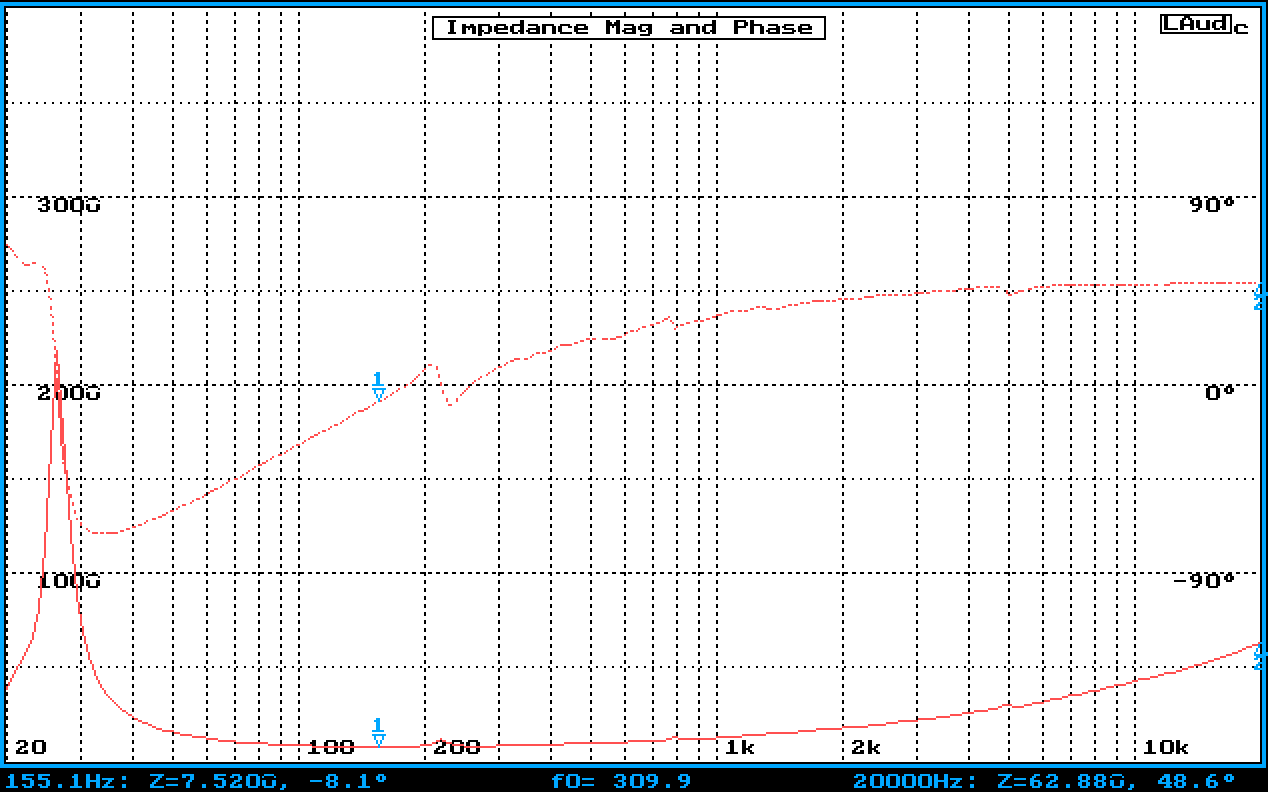 Impedance Mag and Phase
LAud c
300Ω 90°
200Ω 0°
100Ω -90°
1
2
1
2
20 100 200 1k 2k 10k
155.1Hz: Z=7.520Ω, -8.1° f0= 309.9 20000Hz: Z=62.88Ω, 48.6°